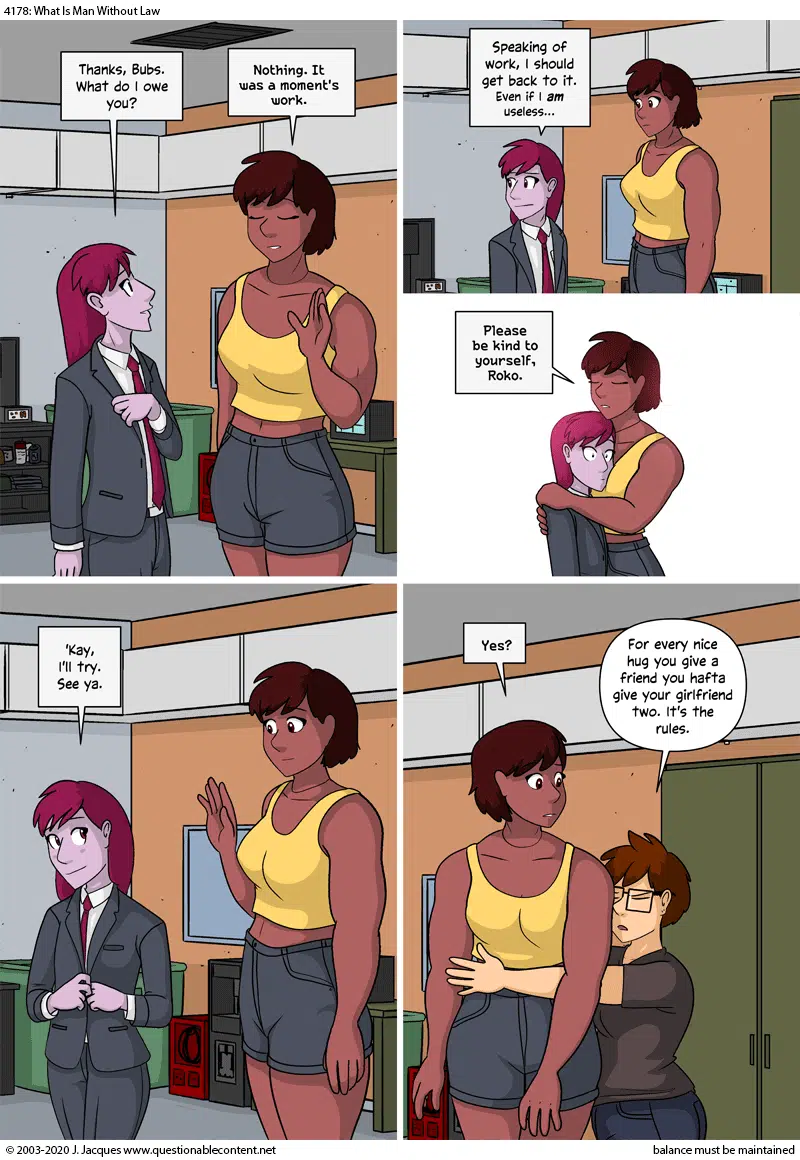 4178: What Is Man Without Law
Thanks, Bubs.
What do I owe
you?
Nothing. It
was a moment's
work.
Speaking of
work, I should
get back to it.
Even if I am
useless...
Please
be kind to
yourself,
Roko.
'Kay,
I'll try.
See ya.
Yes?
For every nice
hug you give a
friend you hafta
give your girlfriend
two. It's the
rules.
© 2003-2020 J. Jacques www.questionablecontent.net
balance must be maintained